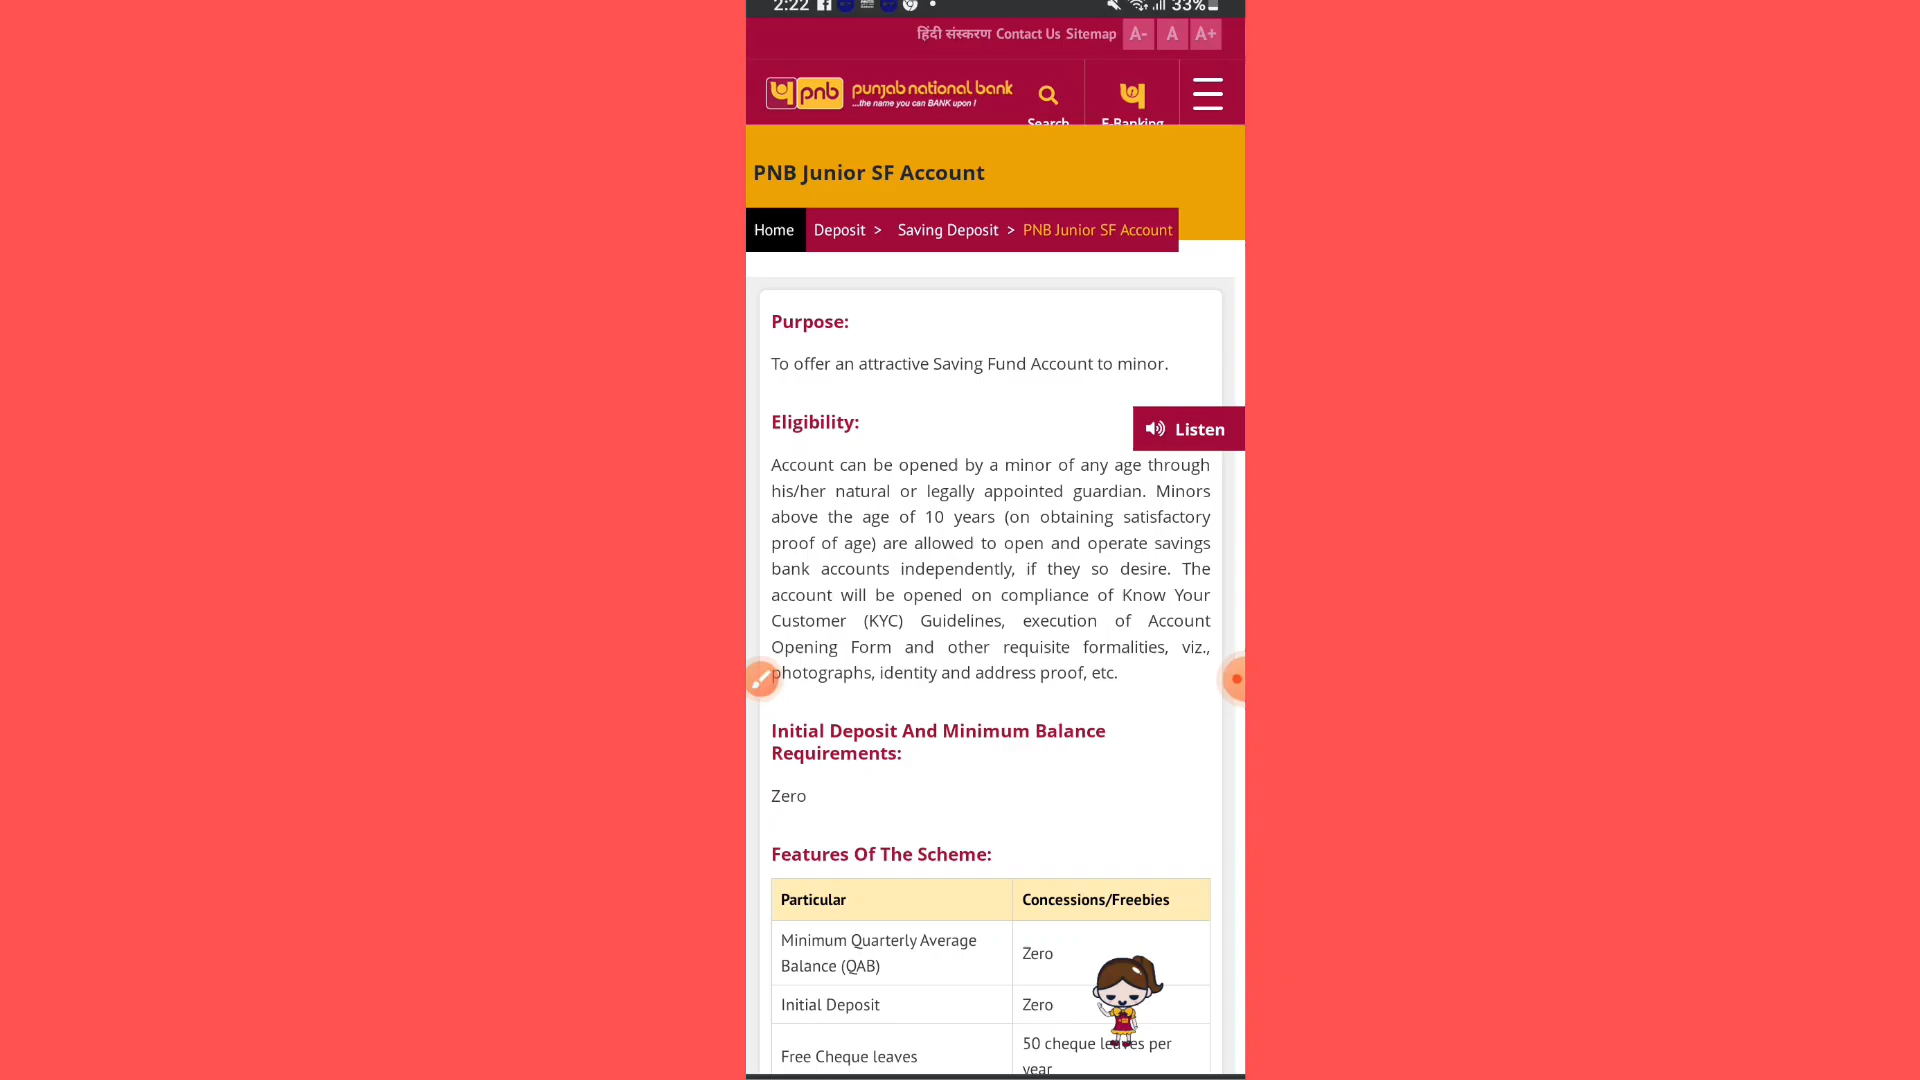 2:22 33%
हिंदी संस्करण Contact Us Sitemap A- A A+
पnb pnb punjab national bank
...the name you can BANK upon !
Search E-Banking
PNB Junior SF Account
Home Deposit > Saving Deposit > PNB Junior SF Account
Purpose:
To offer an attractive Saving Fund Account to minor.
Eligibility:
Listen
Account can be opened by a minor of any age through
his/her natural or legally appointed guardian. Minors
above the age of 10 years (on obtaining satisfactory
proof of age) are allowed to open and operate savings
bank accounts independently, if they so desire. The
account will be opened on compliance of Know Your
Customer (KYC) Guidelines, execution of Account
Opening Form and other requisite formalities, viz.,
photographs, identity and address proof, etc.
Initial Deposit And Minimum Balance
Requirements:
Zero
Features Of The Scheme:
Particular Concessions/Freebies
Minimum Quarterly Average
Balance (QAB)
Zero
Initial Deposit Zero
Free Cheque leaves
50 cheque leaves per
year